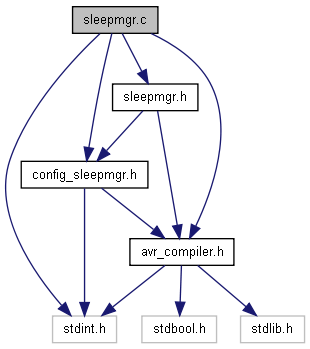 sleepmgr.c
sleepmgr.h
config_sleepmgr.h
avr_compiler.h
stdint.h
stdbool.h
stdlib.h